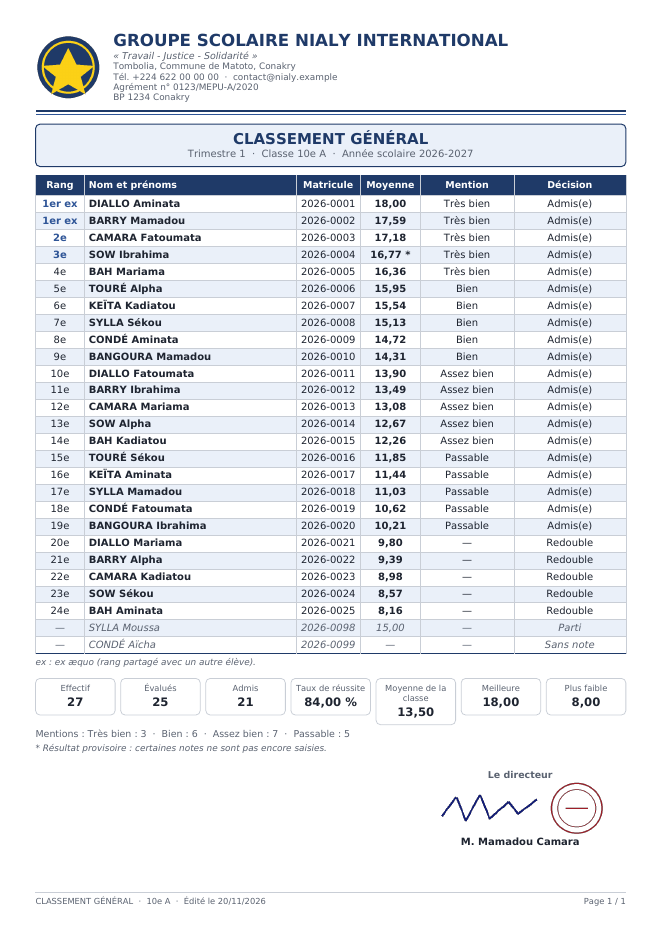 GROUPE SCOLAIRE NIALY INTERNATIONAL
« Travail - Justice - Solidarité »
Tombolia, Commune de Matoto, Conakry
Tél. +224 622 00 00 00 · contact@nialy.example
Agrément n° 0123/MEPU-A/2020
BP 1234 Conakry
CLASSEMENT GÉNÉRAL
Trimestre 1 · Classe 10e A · Année scolaire 2026-2027
Rang Nom et prénoms Matricule Moyenne Mention Décision
1er ex DIALLO Aminata 2026-0001 18,00 Très bien Admis(e)
1er ex BARRY Mamadou 2026-0002 17,59 Très bien Admis(e)
2e CAMARA Fatoumata 2026-0003 17,18 Très bien Admis(e)
3e SOW Ibrahima 2026-0004 16,77 * Très bien Admis(e)
4e BAH Mariama 2026-0005 16,36 Très bien Admis(e)
5e TOURÉ Alpha 2026-0006 15,95 Bien Admis(e)
6e KEÏTA Kadiatou 2026-0007 15,54 Bien Admis(e)
7e SYLLA Sékou 2026-0008 15,13 Bien Admis(e)
8e CONDÉ Aminata 2026-0009 14,72 Bien Admis(e)
9e BANGOURA Mamadou 2026-0010 14,31 Bien Admis(e)
10e DIALLO Fatoumata 2026-0011 13,90 Assez bien Admis(e)
11e BARRY Ibrahima 2026-0012 13,49 Assez bien Admis(e)
12e CAMARA Mariama 2026-0013 13,08 Assez bien Admis(e)
13e SOW Alpha 2026-0014 12,67 Assez bien Admis(e)
14e BAH Kadiatou 2026-0015 12,26 Assez bien Admis(e)
15e TOURÉ Sékou 2026-0016 11,85 Passable Admis(e)
16e KEÏTA Aminata 2026-0017 11,44 Passable Admis(e)
17e SYLLA Mamadou 2026-0018 11,03 Passable Admis(e)
18e CONDÉ Fatoumata 2026-0019 10,62 Passable Admis(e)
19e BANGOURA Ibrahima 2026-0020 10,21 Passable Admis(e)
20e DIALLO Mariama 2026-0021 9,80 — Redouble
21e BARRY Alpha 2026-0022 9,39 — Redouble
22e CAMARA Kadiatou 2026-0023 8,98 — Redouble
23e SOW Sékou 2026-0024 8,57 — Redouble
24e BAH Aminata 2026-0025 8,16 — Redouble
— SYLLA Moussa 2026-0098 15,00 — Parti
— CONDÉ Aïcha 2026-0099 — — Sans note
ex : ex æquo (rang partagé avec un autre élève).
Effectif Évalués Admis Taux de réussite Moyenne de la classe Meilleure Plus faible
27 25 21 84,00 % 13,50 18,00 8,00
Mentions : Très bien : 3 · Bien : 6 · Assez bien : 7 · Passable : 5
* Résultat provisoire : certaines notes ne sont pas encore saisies.
Le directeur
M. Mamadou Camara
CLASSEMENT GÉNÉRAL · 10e A · Édité le 20/11/2026 Page 1 / 1